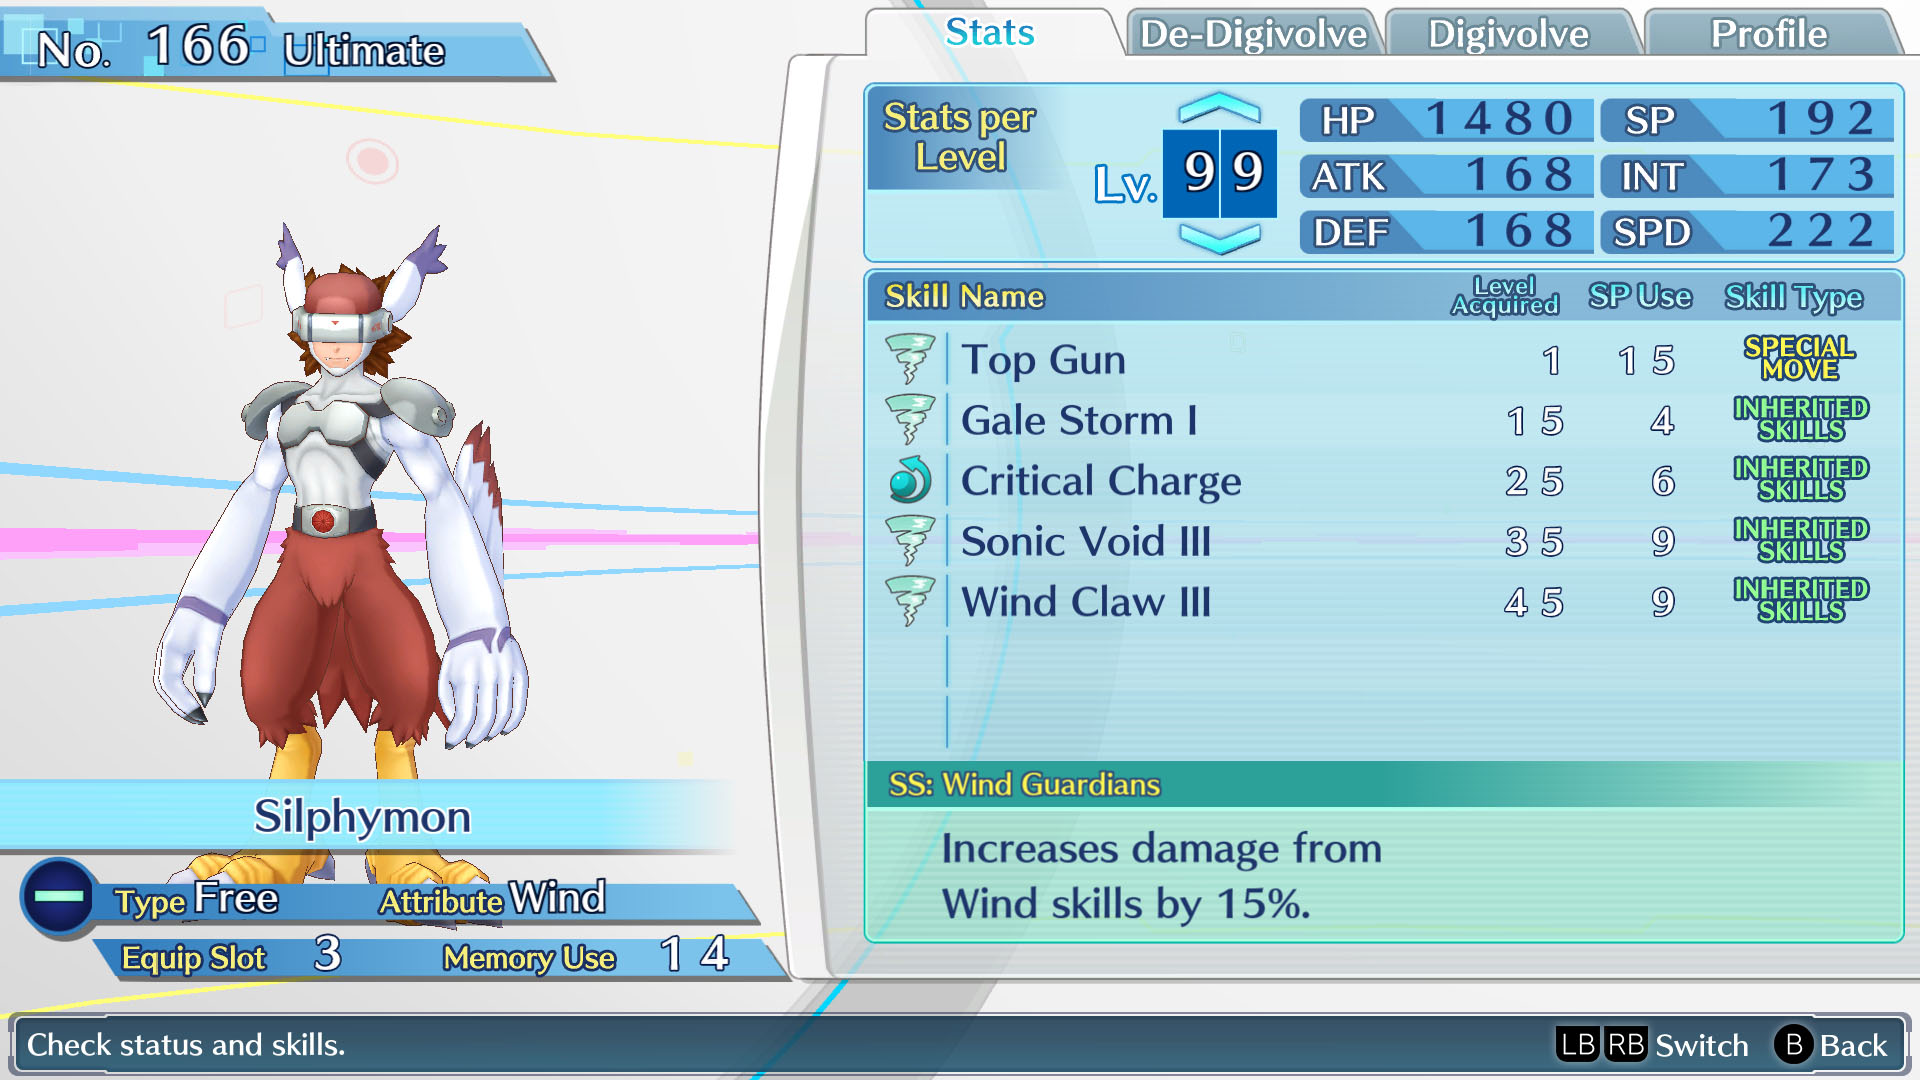 No. 166 Ultimate
Stats De-Digivolve Digivolve Profile
Stats per
Level
Lv. 99
HP 1480 SP 192
ATK 168 INT 173
DEF 168 SPD 222
Skill Name Level Acquired SP Use Skill Type
Top Gun 1 15 SPECIAL MOVE
Gale Storm I 15 4 INHERITED SKILLS
Critical Charge 25 6 INHERITED SKILLS
Sonic Void III 35 9 INHERITED SKILLS
Wind Claw III 45 9 INHERITED SKILLS
SS: Wind Guardians
Increases damage from
Wind skills by 15%.
Silphymon
Type Free Attribute Wind
Equip Slot 3 Memory Use 14
Check status and skills.
LB RB Switch B Back